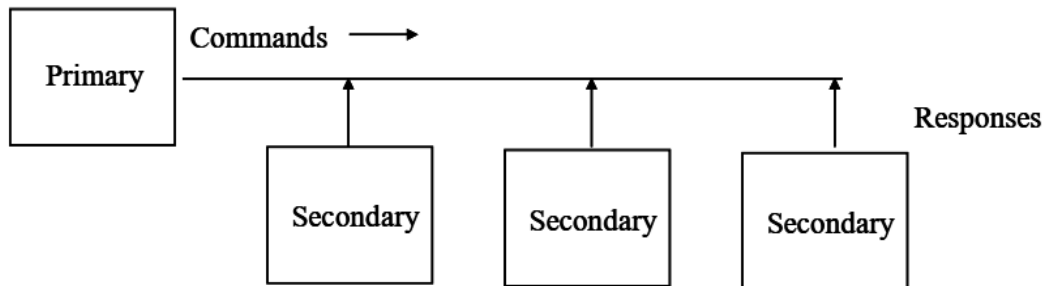 Commands
Primary
Responses
Secondary
Secondary
Secondary